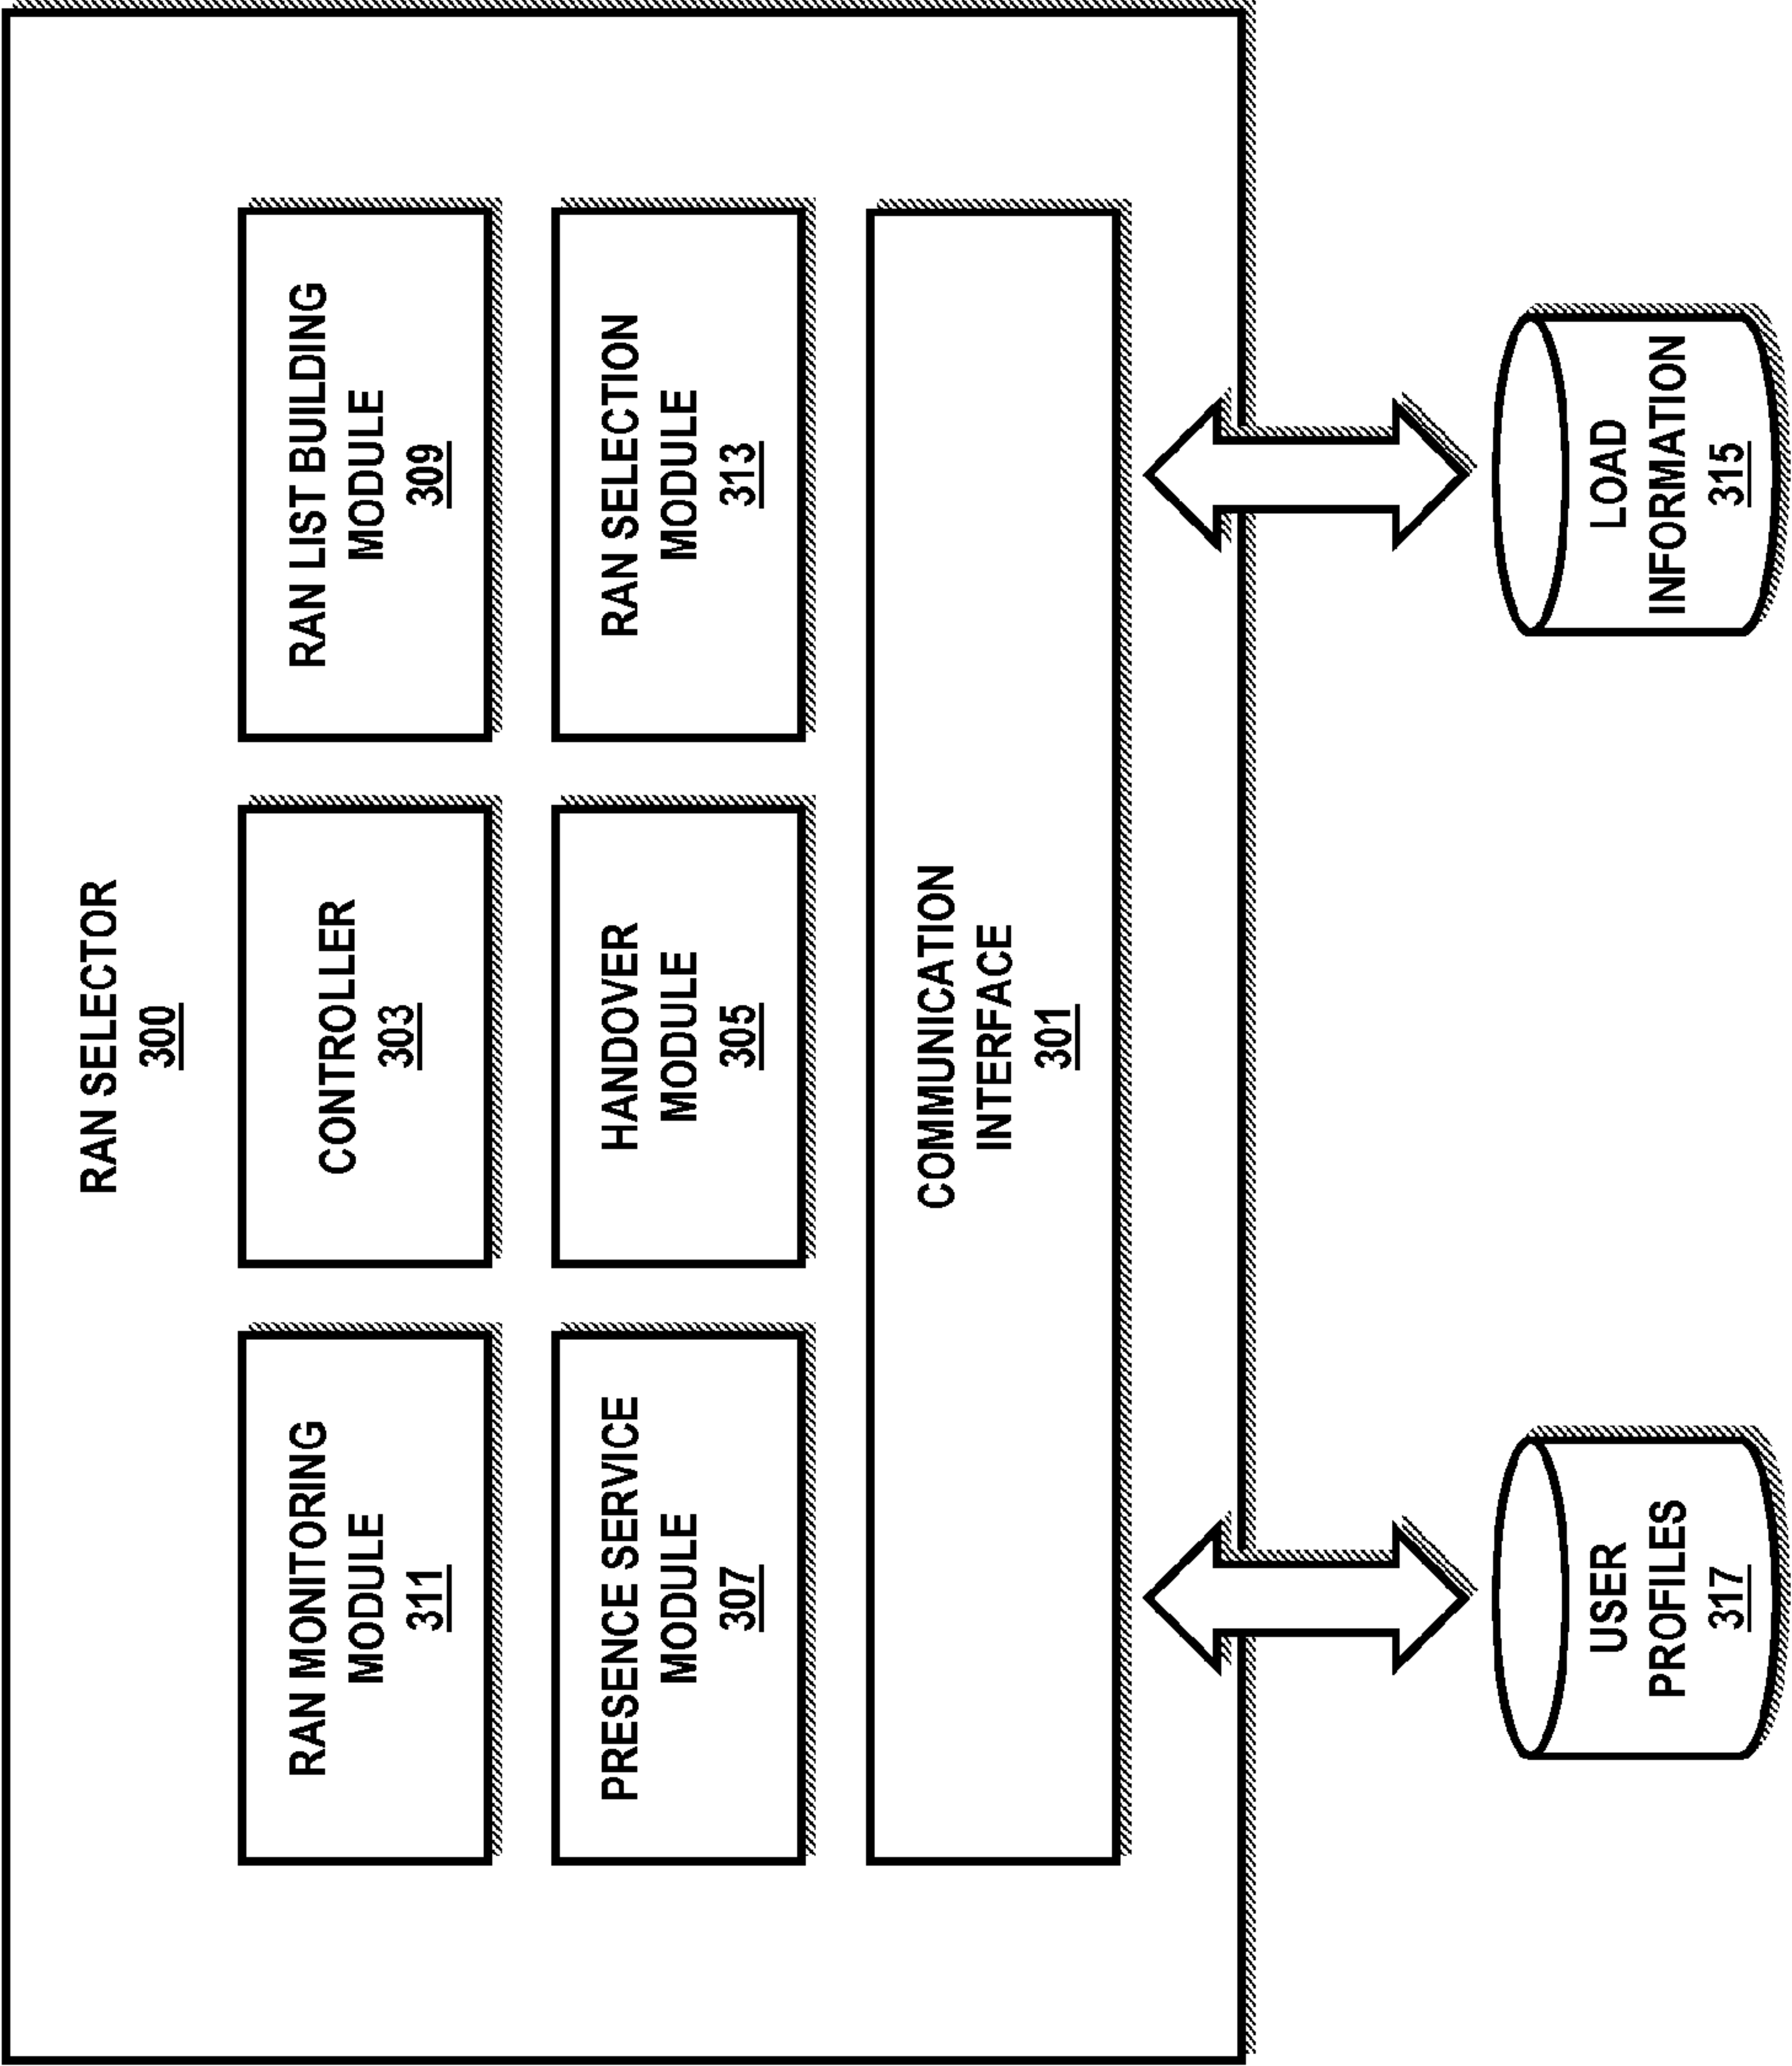 RAN SELECTOR
300
RAN MONITORING
MODULE
311
CONTROLLER
303
RAN LIST BUILDING
MODULE
309
PRESENCE SERVICE
MODULE
307
HANDOVER
MODULE
305
RAN SELECTION
MODULE
313
COMMUNICATION
INTERFACE
301
USER
PROFILES
317
LOAD
INFORMATION
315